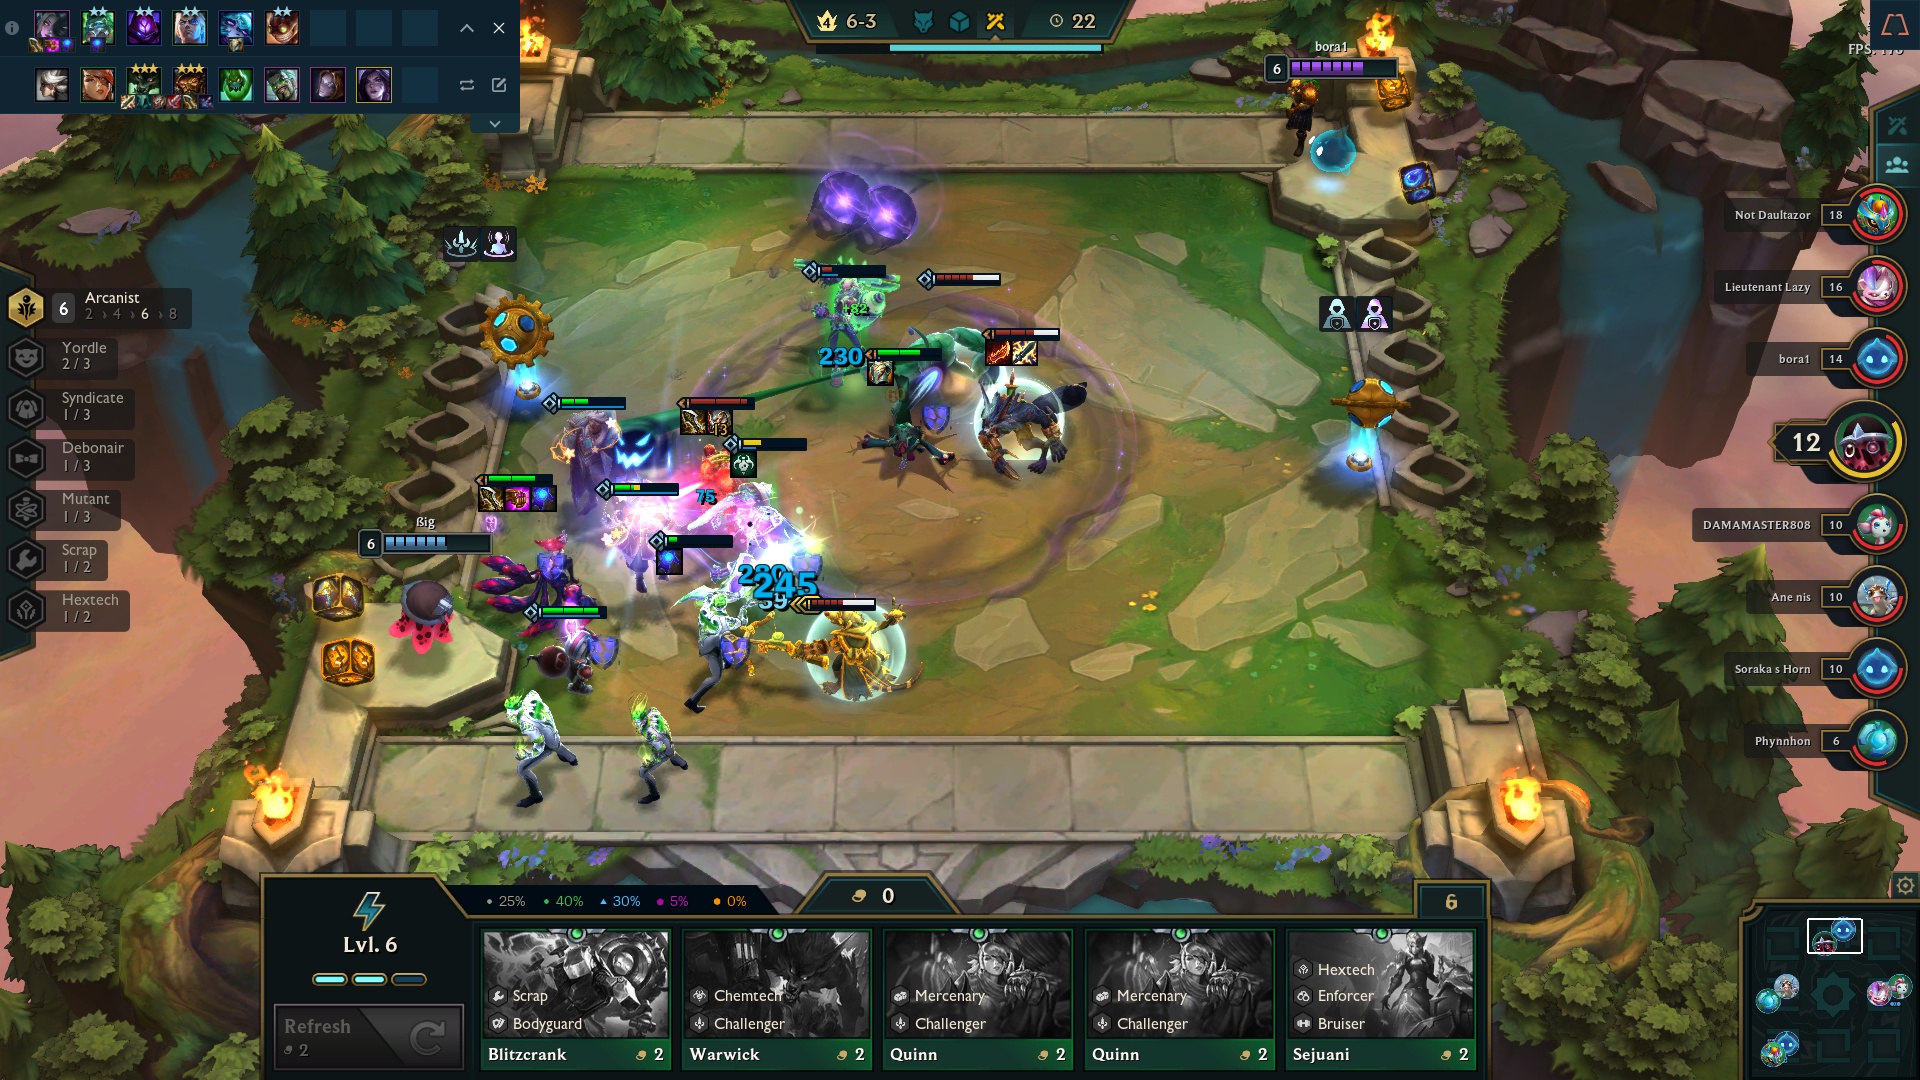 4 6-3
22
FPS:
bora1
6
Not Daultazor 18
Lieutenant Lazy 16
bora1 14
12
DAMAMASTER808 10
Ane nis 10
Soraka s Horn 10
Phynnhon 6
6 Arcanist
2 › 4 › 6 › 8
Yordle
2 / 3
Syndicate
1 / 3
Debonair
1 / 3
Mutant
1 / 3
Scrap
1 / 2
Hextech
1 / 2
230
13
75
245
ßig
6
25% 40% 30% 5% 0%
0
6
Lvl. 6
Refresh
2
Scrap
Bodyguard
Blitzcrank 2
Chemtech
Challenger
Warwick 2
Mercenary
Challenger
Quinn 2
Mercenary
Challenger
Quinn 2
Hextech
Enforcer
Bruiser
Sejuani 2